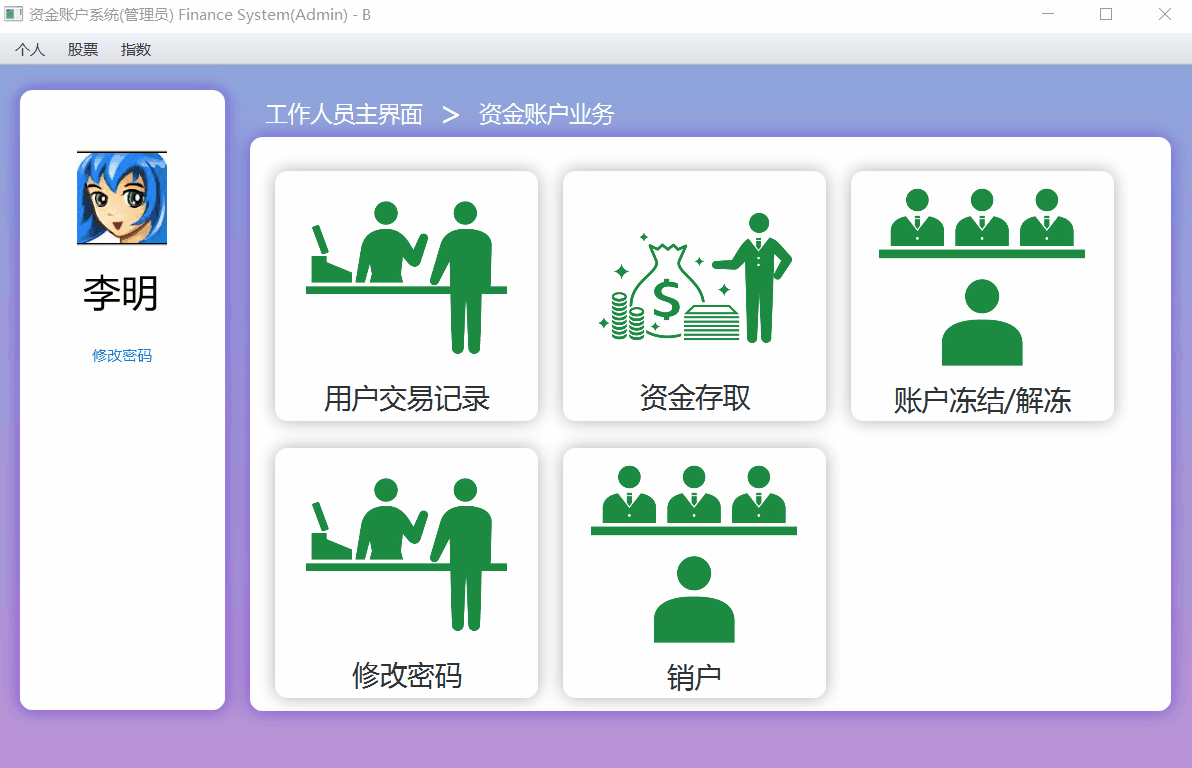 资金账户系统(管理员) Finance System(Admin) - B
个人 股票 指数
李明
修改密码
工作人员主界面 > 资金账户业务
用户交易记录
资金存取
账户冻结/解冻
修改密码
销户